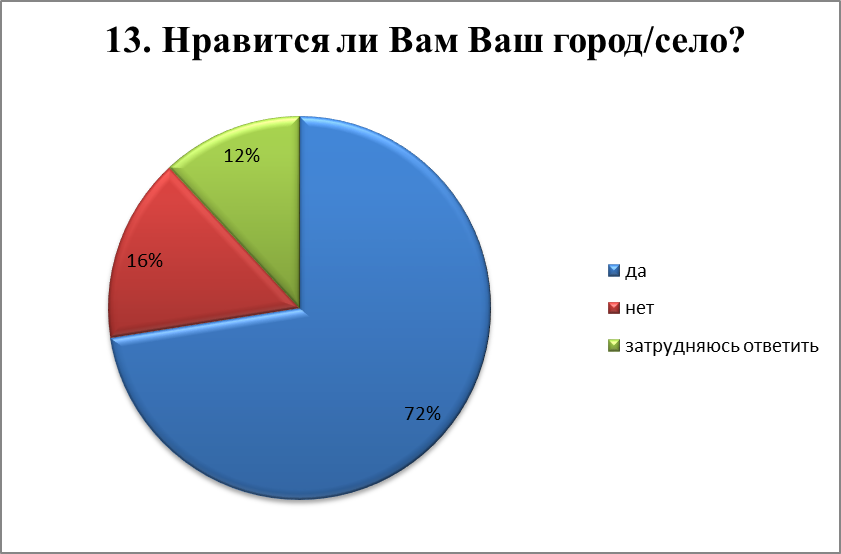 13. Нравится ли Вам Ваш город/село?
12%
16%
72%
да
нет
затрудняюсь ответить